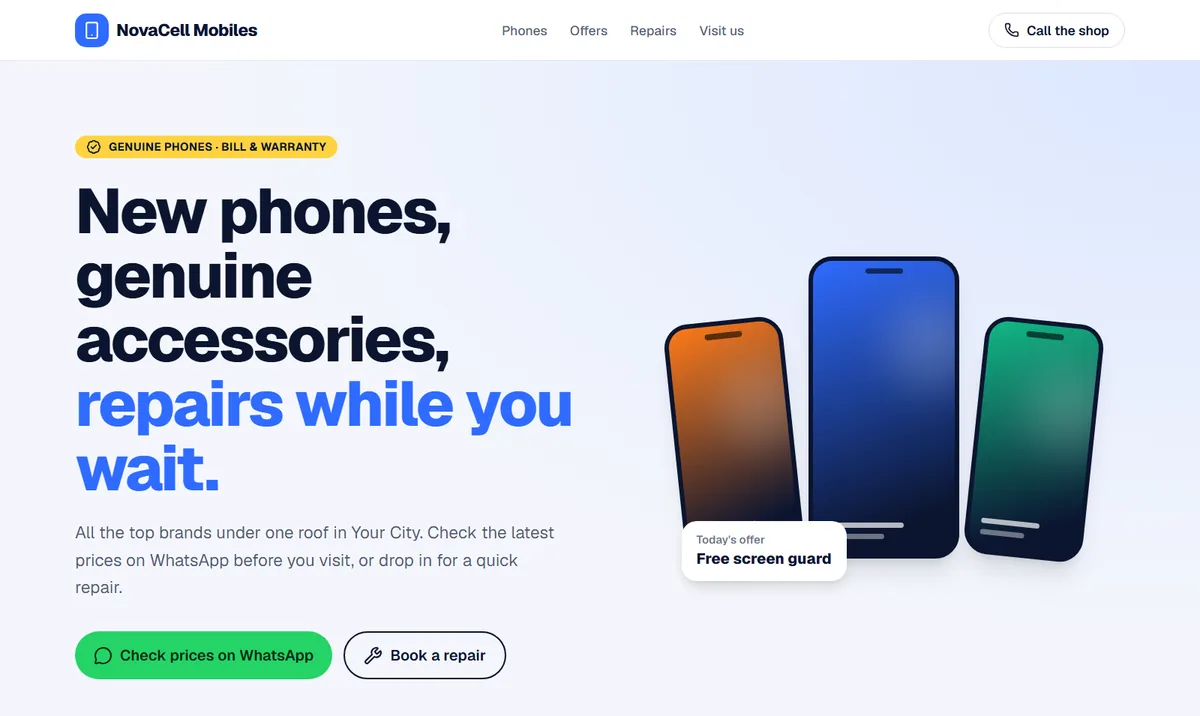 NovaCell Mobiles
Phones
Offers
Repairs
Visit us
Call the shop
GENUINE PHONES · BILL & WARRANTY
New phones,
genuine
accessories,
repairs while you
wait.
All the top brands under one roof in Your City. Check the latest
prices on WhatsApp before you visit, or drop in for a quick
repair.
Check prices on WhatsApp
Book a repair
Today's offer
Free screen guard